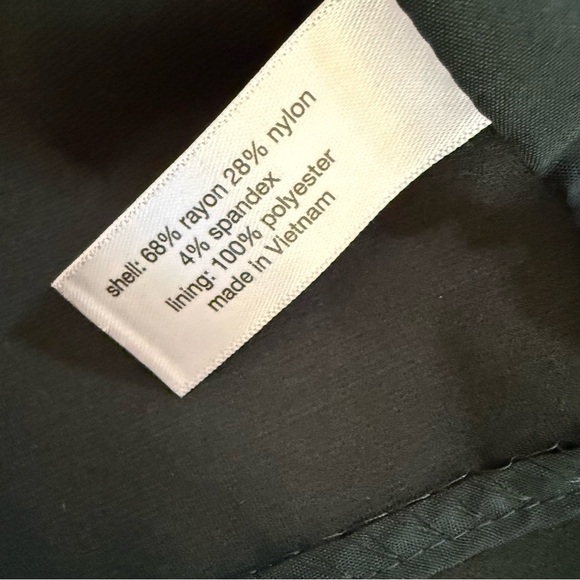 shell: 68% rayon 28% nylon
4% spandex
lining: 100% polyester
made in Vietnam